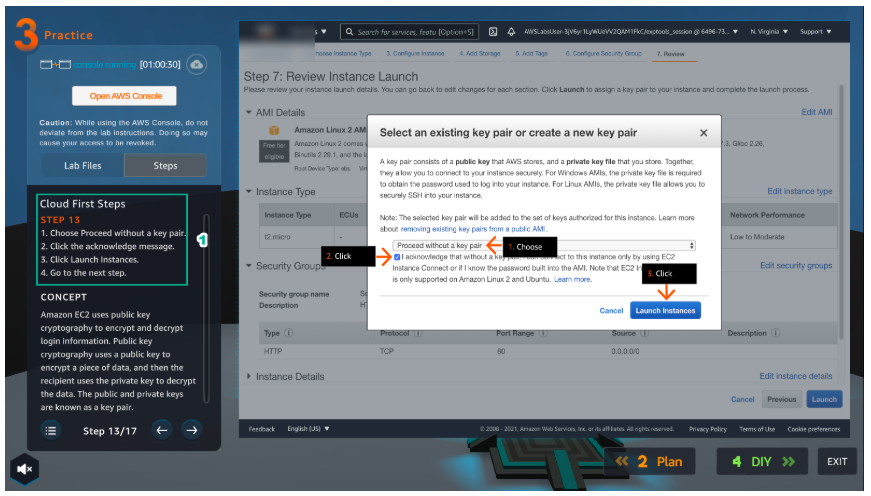 3 Practice
console running [01:00:30]
Open AWS Console
Caution: While using the AWS Console, do not
deviate from the lab instructions. Doing so may
cause your access to be revoked.
Lab Files
Steps
Cloud First Steps
STEP 13
1. Choose Proceed without a key pair.
2. Click the acknowledge message.
3. Click Launch Instances.
4. Go to the next step.
1
CONCEPT
Amazon EC2 uses public key
cryptography to encrypt and decrypt
login information. Public key
cryptography uses a public key to
encrypt a piece of data, and then the
recipient uses the private key to decrypt
the data. The public and private keys
are known as a key pair.
Step 13/17
Search for services, featu [Option+S]
N. Virginia
Support
hoose Instance Type
3. Configure Instance
4. Add Storage
5. Add Tags
6. Configure Security Group
7. Review
Step 7: Review Instance Launch
Please review your instance launch details. You can go back to edit changes for each section. Click Launch to assign a key pair to your instance and complete the launch process.
AMI Details
Edit AMI
Free tier
eligible
Amazon Linux 2 AM
Amazon Linux 2 comes
7.3, Glibc 2.26,
Binutils 2.29.1, and the l
Root Device Type: ebs
Instance Type
Edit instance type
Instance Type
ECUs
Network Performance
t2.micro
-
Low to Moderate
Security Groups
Edit security groups
Security group name
Description
Type
Protocol
Port Range
Source
Description
HTTP
TCP
80
0.0.0.0/0
Instance Details
Edit instance details
Cancel
Previous
Launch
Select an existing key pair or create a new key pair
A key pair consists of a public key that AWS stores, and a private key file that you store. Together,
they allow you to connect to your instance securely. For Windows AMIs, the private key file is required
to obtain the password used to log into your instance. For Linux AMIs, the private key file allows you to
securely SSH into your instance.
Note: The selected key pair will be added to the set of keys authorized for this instance. Learn more
about removing existing key pairs from a public AMI.
Proceed without a key pair
1. Choose
2. Click
I acknowledge that without a key connect to this instance only by using EC2
Instance Connect or if I know the password built into the AMI. Note that EC2
3. Click
is only supported on Amazon Linux 2 and Ubuntu. Learn more.
Cancel
Launch Instances
Feedback
English (US)
© 2008 - 2021, Amazon Web Services, Inc. or its affiliates. All rights reserved.
Privacy Policy
Terms of Use
Cookie preferences
2 Plan
4 DIY
EXIT